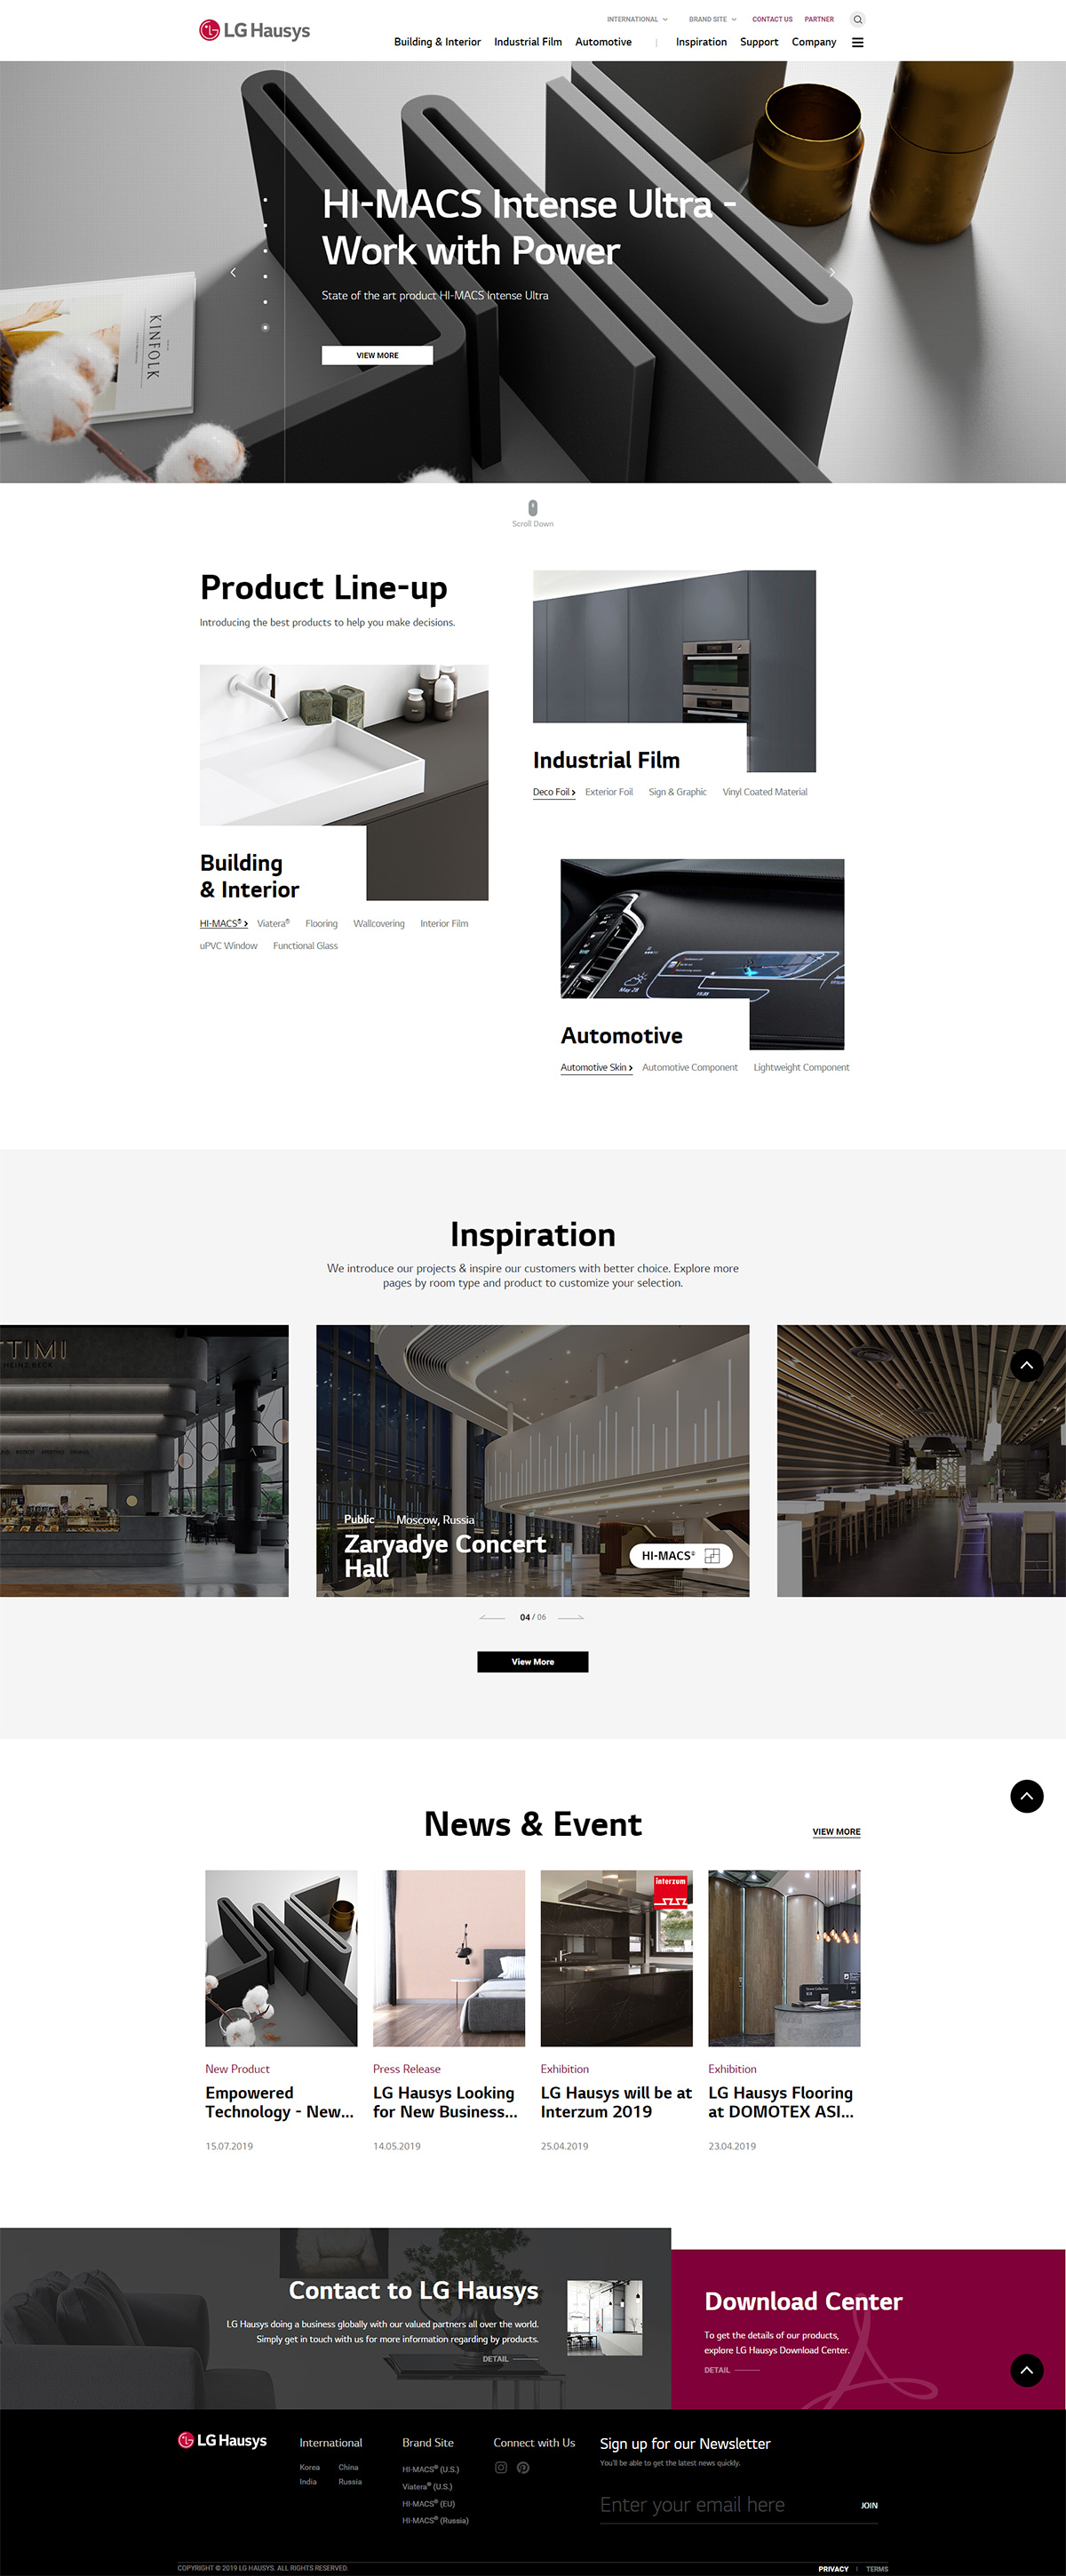 LG Hausys
INTERNATIONAL
BRAND SITE
CONTACT US
PARTNER
Building & Interior
Industrial Film
Automotive
Inspiration
Support
Company
HI-MACS Intense Ultra -
Work with Power
State of the art product HI-MACS Intense Ultra
VIEW MORE
KINFOLK
Scroll Down
Product Line-up
Introducing the best products to help you make decisions.
Building
& Interior
HI-MACS® Viatera® Flooring Wallcovering Interior Film
uPVC Window Functional Glass
Industrial Film
Deco Foil Exterior Foil Sign & Graphic Vinyl Coated Material
May 28
Automotive
Automotive Skin Automotive Component Lightweight Component
Inspiration
We introduce our projects & inspire our customers with better choice. Explore more
pages by room type and product to customize your selection.
TIMI
HEINZ BECK
Public Moscow, Russia
Zaryadye Concert
Hall
HI-MACS®
04 / 06
View More
News & Event
VIEW MORE
interzum
New Product
Empowered
Technology - New...
15.07.2019
Press Release
LG Hausys Looking
for New Business...
14.05.2019
Exhibition
LG Hausys will be at
Interzum 2019
25.04.2019
Exhibition
LG Hausys Flooring
at DOMOTEX ASI...
23.04.2019
Contact to LG Hausys
LG Hausys doing a business globally with our valued partners all over the world.
Simply get in touch with us for more information regarding by products.
DETAIL
Download Center
To get the details of our products,
explore LG Hausys Download Center.
DETAIL
LG Hausys
International
Korea China
India Russia
Brand Site
HI-MACS® (U.S.)
Viatera® (U.S.)
HI-MACS® (EU)
HI-MACS® (Russia)
Connect with Us
Sign up for our Newsletter
You'll be able to get the latest news quickly.
Enter your email here
JOIN
COPYRIGHT © 2019 LG HAUSYS. ALL RIGHTS RESERVED.
PRIVACY | TERMS